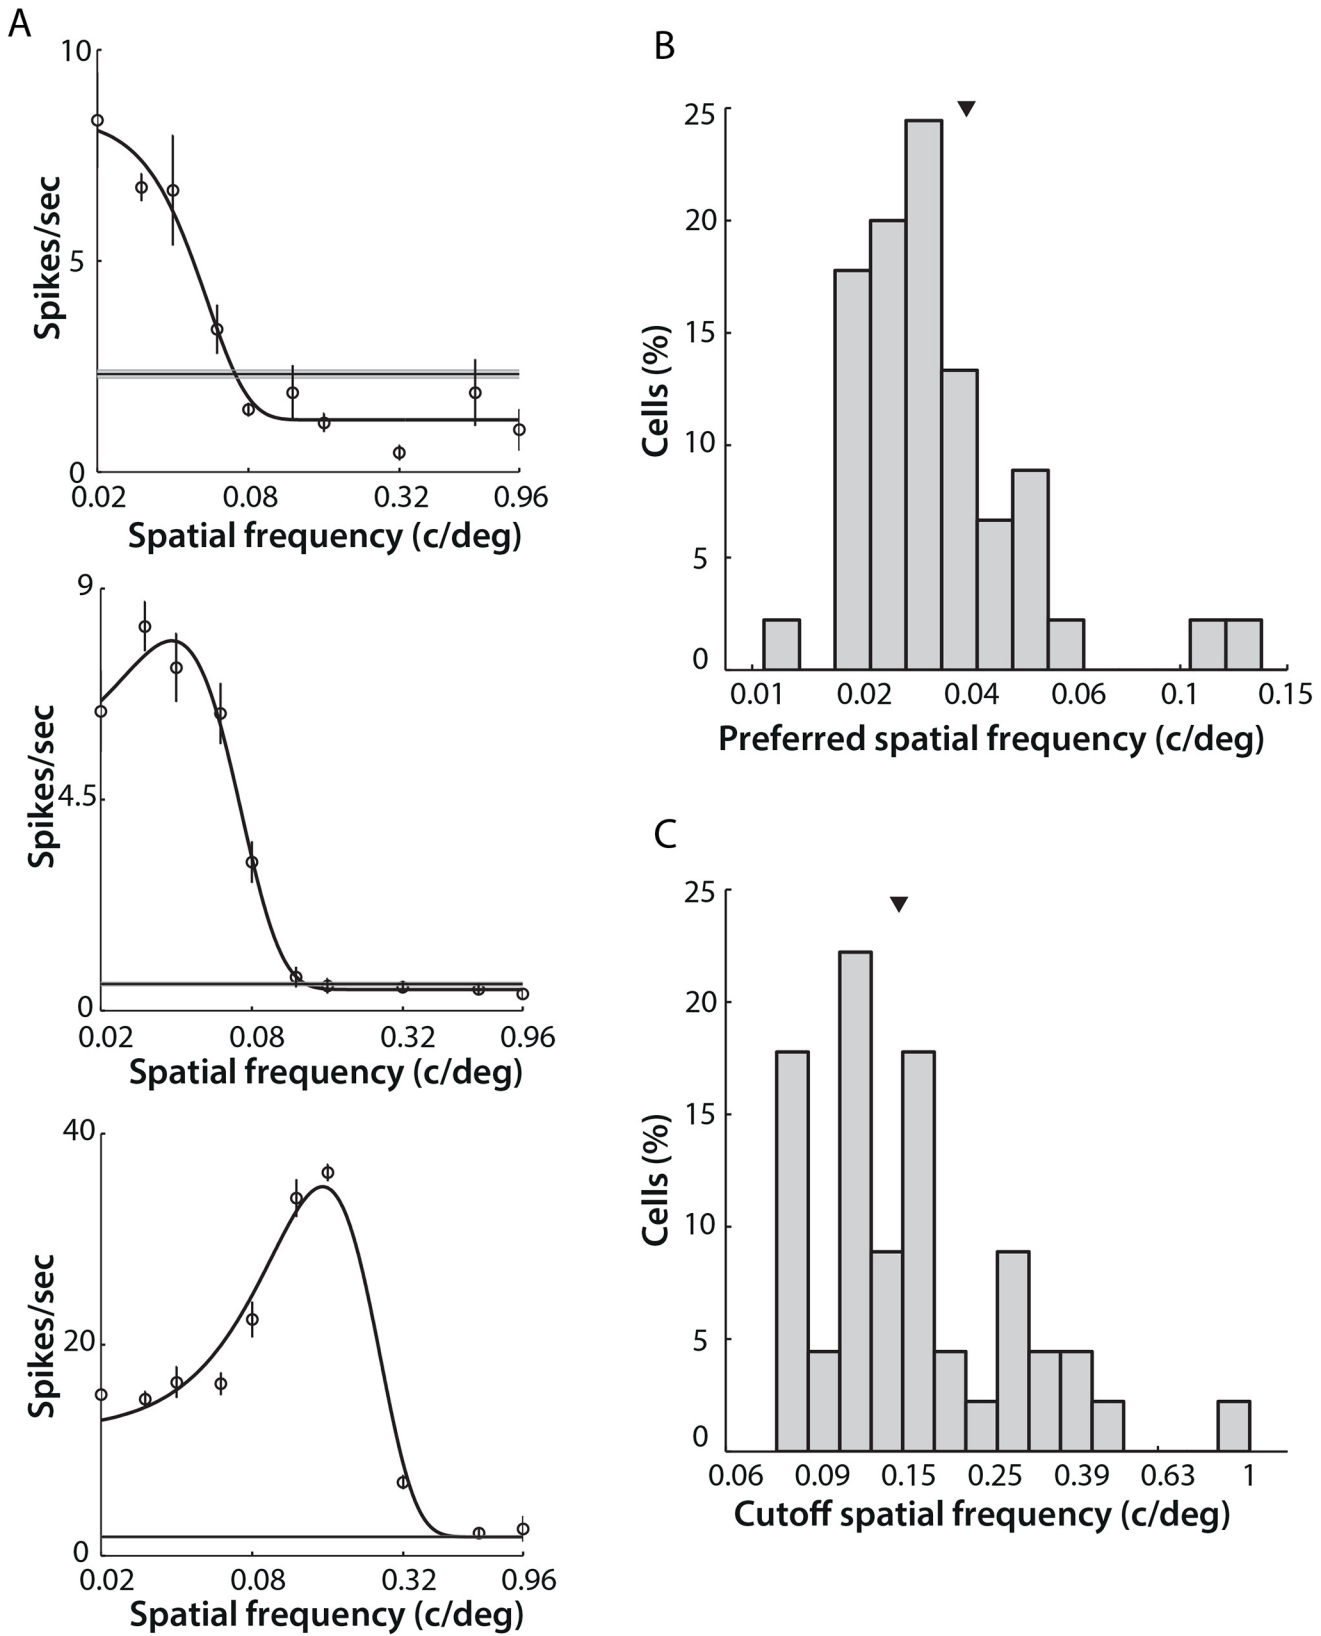 A
10
5
0
Spikes/sec
0.02 0.08 0.32 0.96
Spatial frequency (c/deg)
9
4.5
0
Spikes/sec
0.02 0.08 0.32 0.96
Spatial frequency (c/deg)
40
20
0
Spikes/sec
0.02 0.08 0.32 0.96
Spatial frequency (c/deg)
B
25
20
15
10
5
0
Cells (%)
0.01 0.02 0.04 0.06 0.1 0.15
Preferred spatial frequency (c/deg)
C
25
20
15
10
5
0
Cells (%)
0.06 0.09 0.15 0.25 0.39 0.63 1
Cutoff spatial frequency (c/deg)